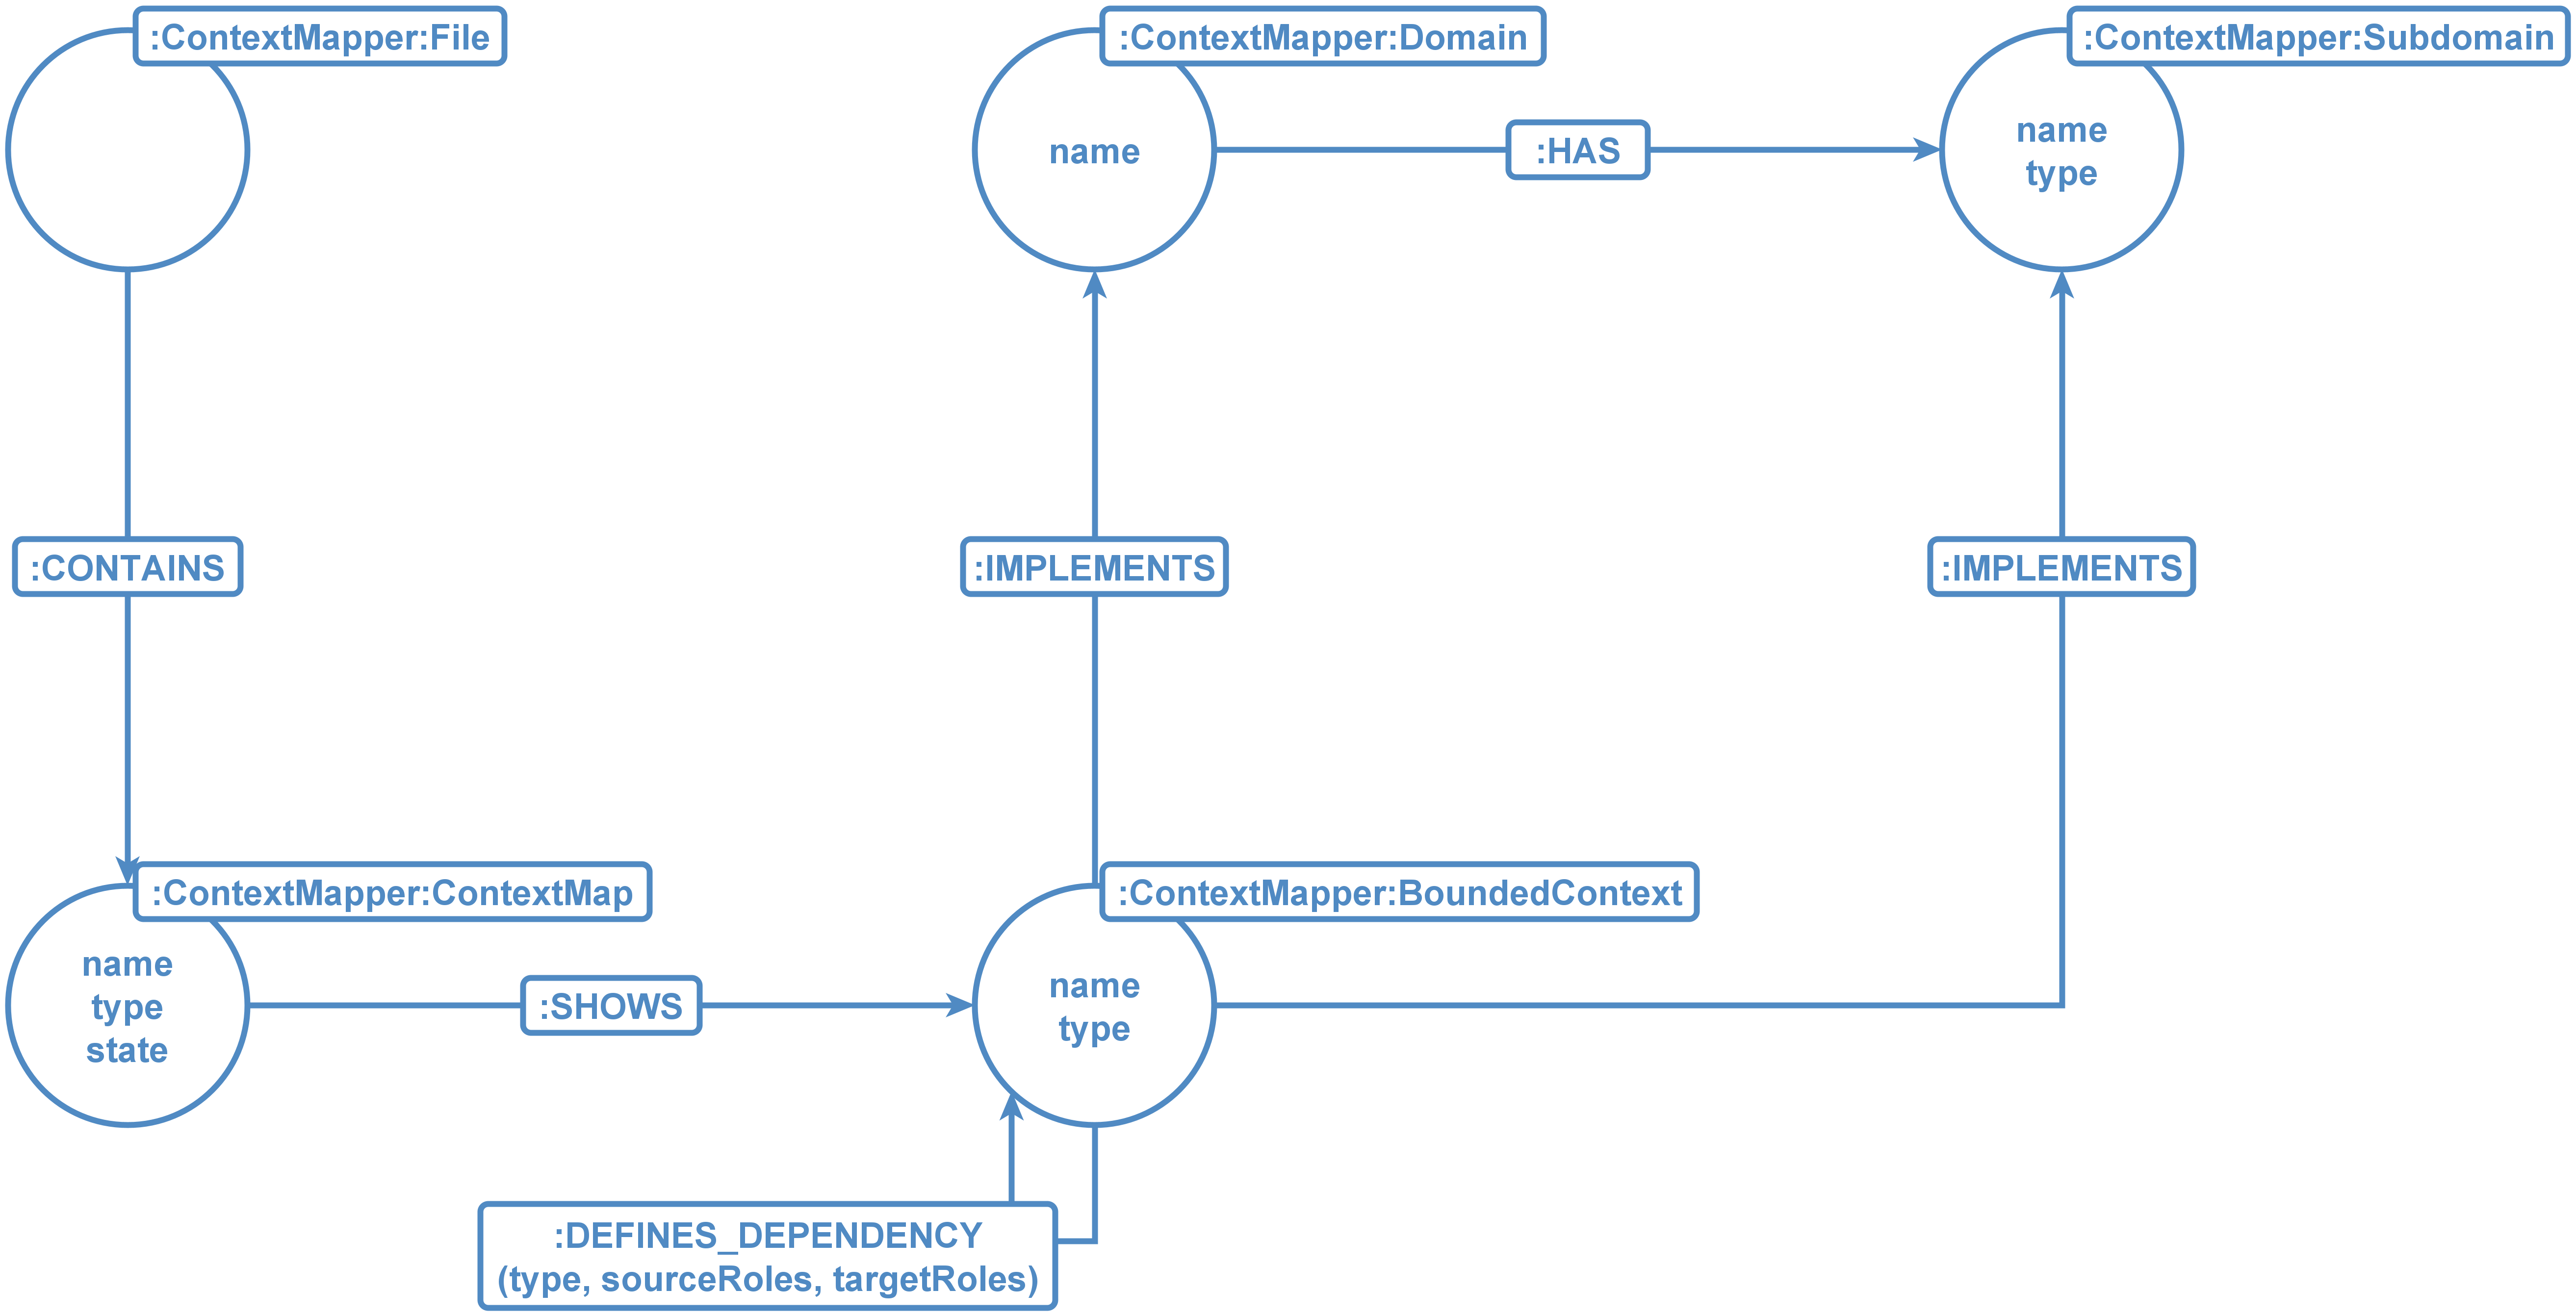 :ContextMapper:File
:ContextMapper:Domain
:ContextMapper:Subdomain
name
:HAS
name
type
:CONTAINS
:IMPLEMENTS
:IMPLEMENTS
:ContextMapper:ContextMap
:ContextMapper:BoundedContext
name
type
state
:SHOWS
name
type
:DEFINES_DEPENDENCY
(type, sourceRoles, targetRoles)